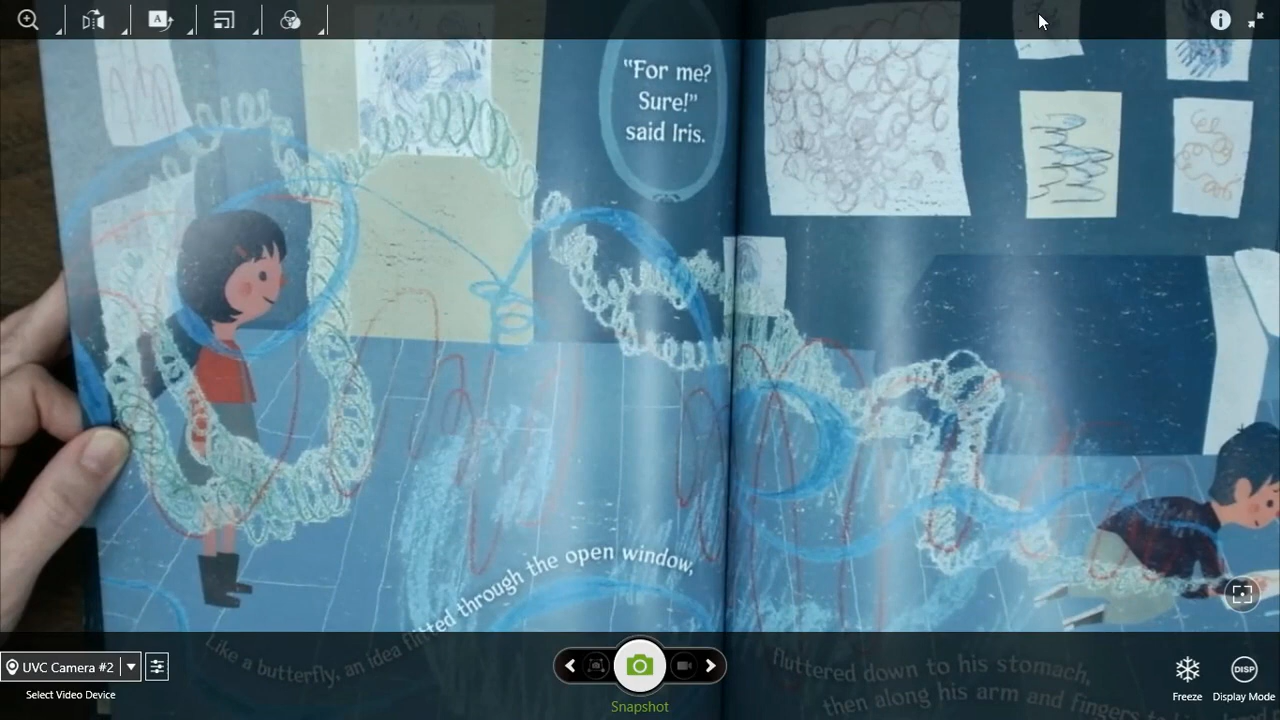 "For me?
Sure!"
said Iris.
Like a butterfly, an idea flitted through the open window,
fluttered down to his stomach,
then along his arm and fingers
UVC Camera #2
Select Video Device
Snapshot
Freeze
DISP
Display Mode